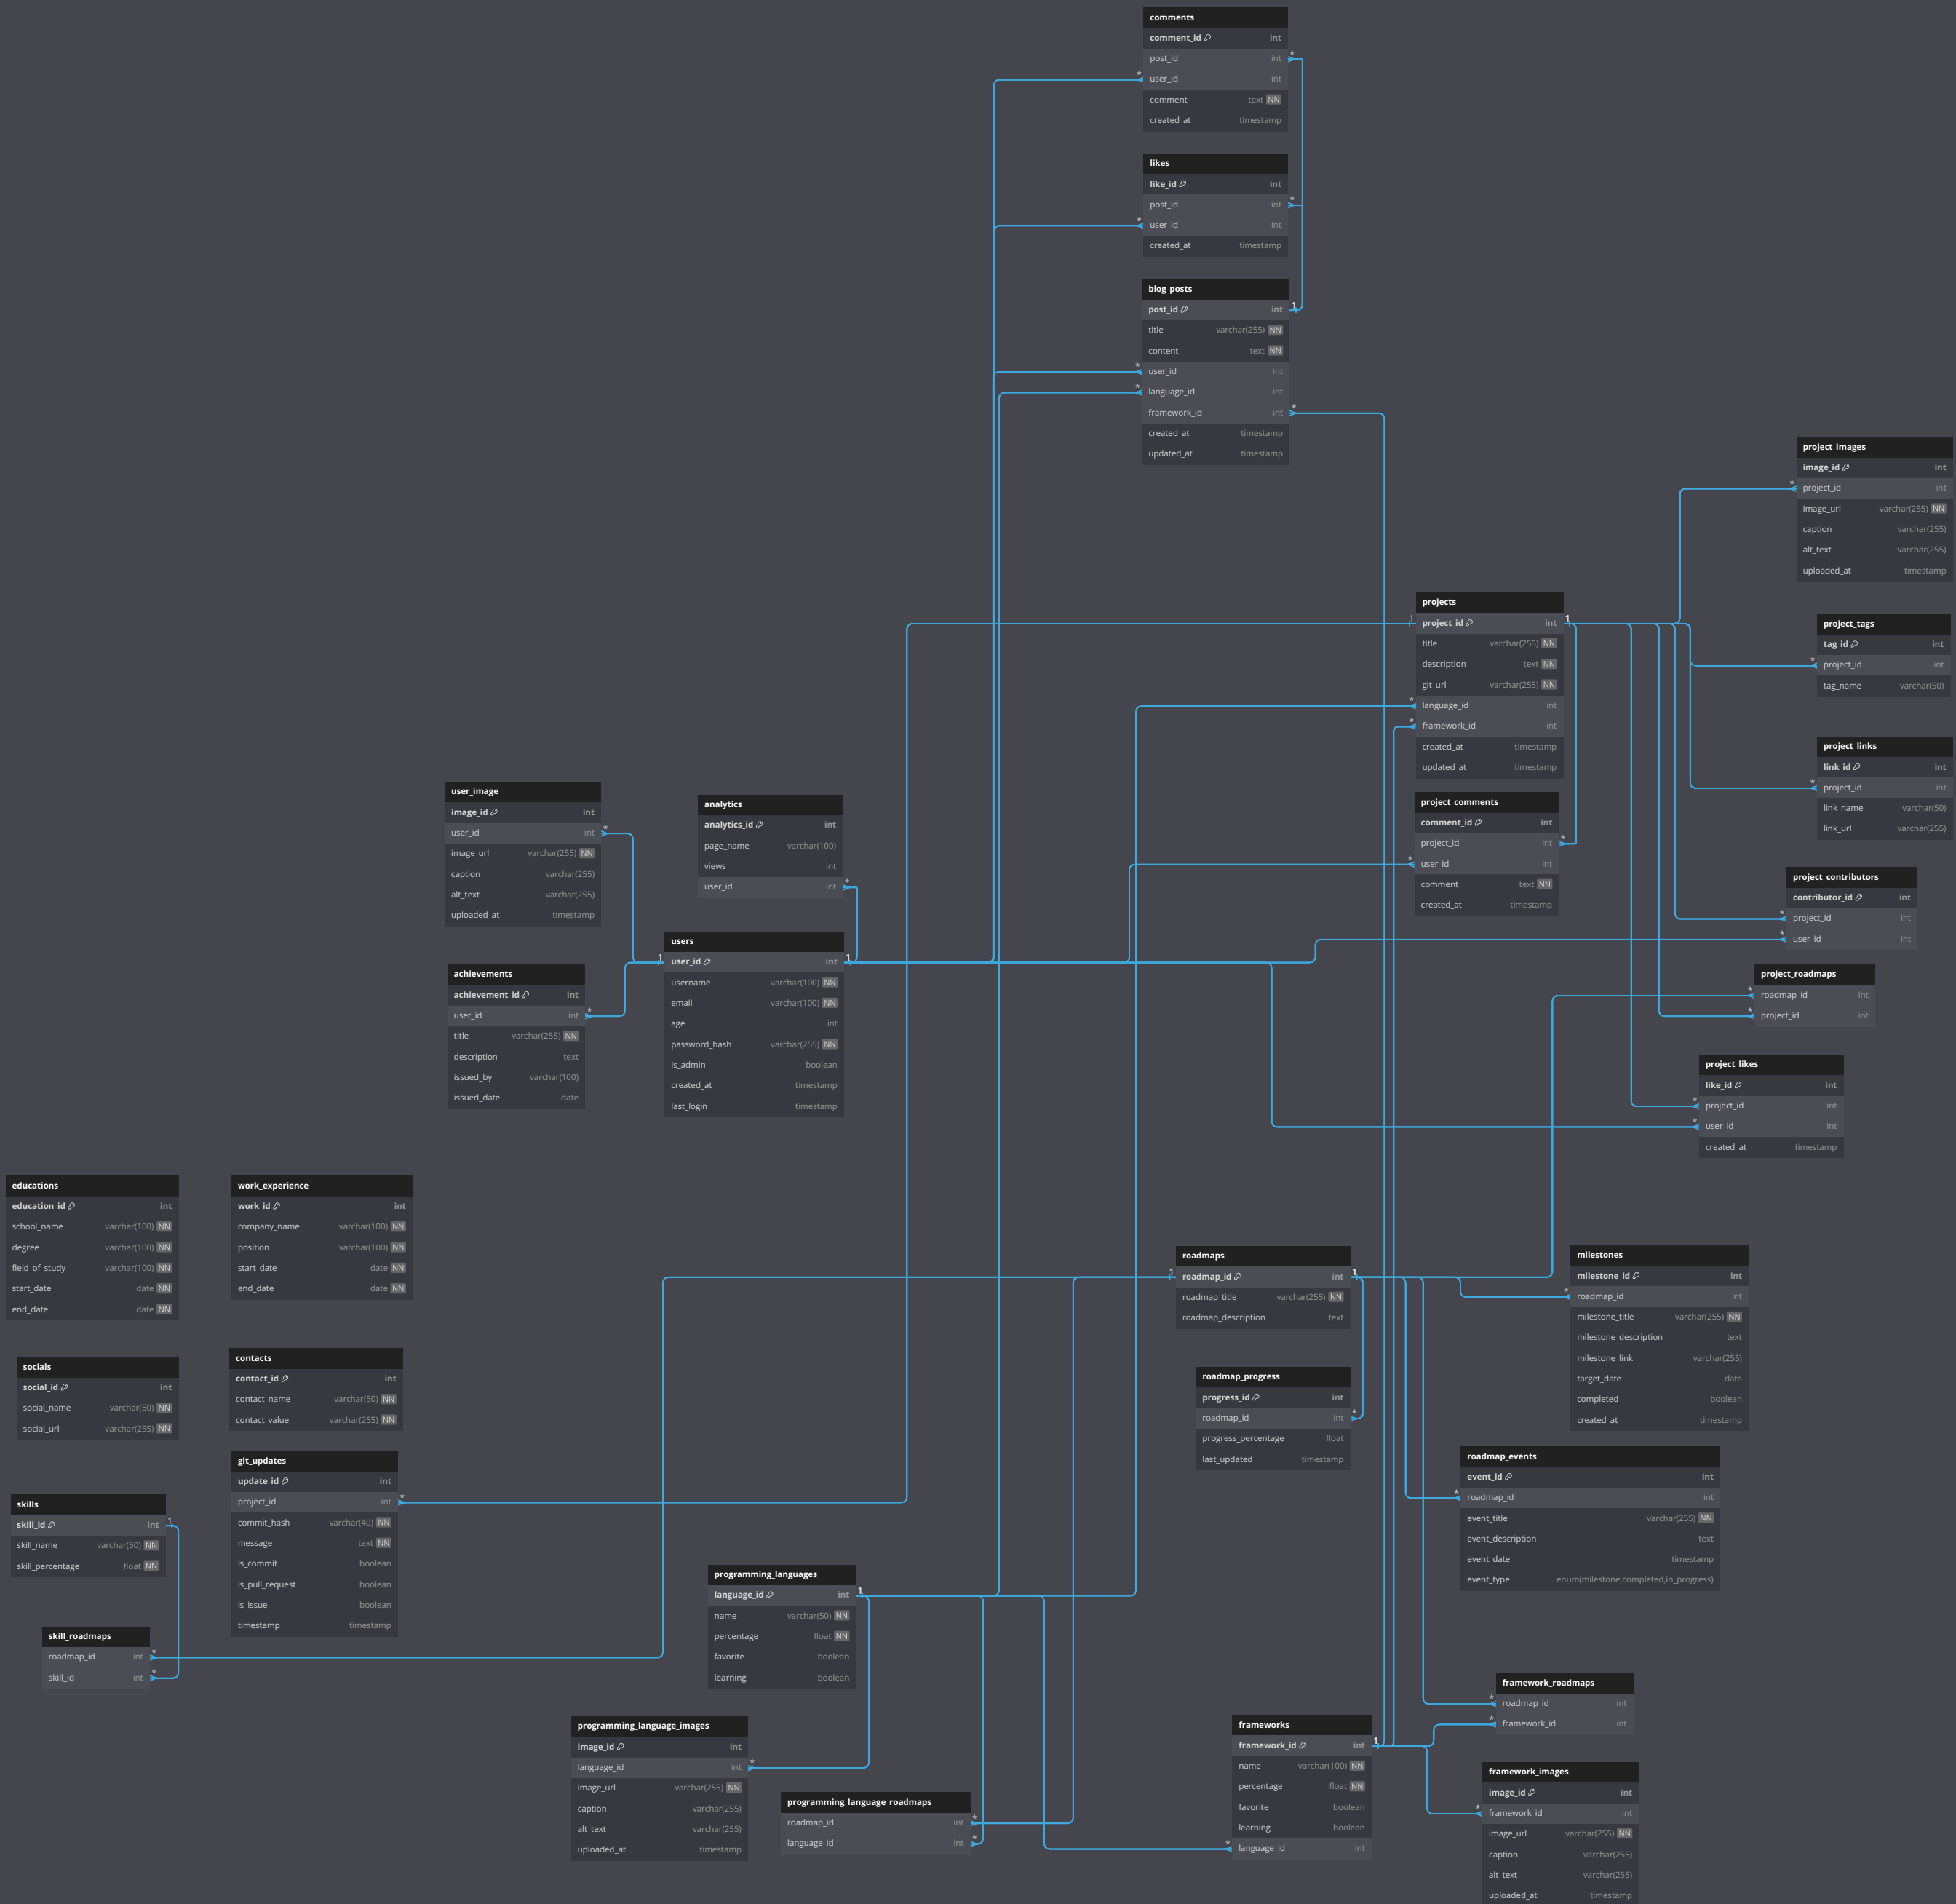 comments
comment_id int
post_id int
user_id int
comment text NN
created_at timestamp
likes
like_id int
post_id int
user_id int
created_at timestamp
blog_posts
post_id int
title varchar(255) NN
content text NN
user_id int
language_id int
framework_id int
created_at timestamp
updated_at timestamp
project_images
image_id int
project_id int
image_url varchar(255) NN
caption varchar(255)
alt_text varchar(255)
uploaded_at timestamp
projects
project_id int
title varchar(255) NN
description text NN
git_url varchar(255) NN
language_id int
framework_id int
created_at timestamp
updated_at timestamp
project_tags
tag_id int
project_id int
tag_name varchar(50)
project_links
link_id int
project_id int
link_name varchar(50)
link_url varchar(255)
user_image
image_id int
user_id int
image_url varchar(255) NN
caption varchar(255)
alt_text varchar(255)
uploaded_at timestamp
analytics
analytics_id int
page_name varchar(100)
views int
user_id int
project_comments
comment_id int
project_id int
user_id int
comment text NN
created_at timestamp
project_contributors
contributor_id int
project_id int
user_id int
users
user_id int
username varchar(100) NN
email varchar(100) NN
age int
password_hash varchar(255) NN
is_admin boolean
created_at timestamp
last_login timestamp
achievements
achievement_id int
user_id int
title varchar(255) NN
description text
issued_by varchar(100)
issued_date date
project_roadmaps
roadmap_id int
project_id int
project_likes
like_id int
project_id int
user_id int
created_at timestamp
educations
education_id int
school_name varchar(100) NN
degree varchar(100) NN
field_of_study varchar(100) NN
start_date date NN
end_date date NN
work_experience
work_id int
company_name varchar(100) NN
position varchar(100) NN
start_date date NN
end_date date NN
roadmaps
roadmap_id int
roadmap_title varchar(255) NN
roadmap_description text
milestones
milestone_id int
roadmap_id int
milestone_title varchar(255) NN
milestone_description text
milestone_link varchar(255)
target_date date
completed boolean
created_at timestamp
socials
social_id int
social_name varchar(50) NN
social_url varchar(255) NN
contacts
contact_id int
contact_name varchar(50) NN
contact_value varchar(255) NN
roadmap_progress
progress_id int
roadmap_id int
progress_percentage float
last_updated timestamp
git_updates
update_id int
project_id int
commit_hash varchar(40) NN
message text NN
is_commit boolean
is_pull_request boolean
is_issue boolean
timestamp timestamp
roadmap_events
event_id int
roadmap_id int
event_title varchar(255) NN
event_description text
event_date timestamp
event_type enum(milestone,completed,in_progress)
skills
skill_id int
skill_name varchar(50) NN
skill_percentage float NN
skill_roadmaps
roadmap_id int
skill_id int
programming_languages
language_id int
name varchar(50) NN
percentage float NN
favorite boolean
learning boolean
programming_language_images
image_id int
language_id int
image_url varchar(255) NN
caption varchar(255)
alt_text varchar(255)
uploaded_at timestamp
programming_language_roadmaps
roadmap_id int
language_id int
frameworks
framework_id int
name varchar(100) NN
percentage float NN
favorite boolean
learning boolean
language_id int
framework_roadmaps
roadmap_id int
framework_id int
framework_images
image_id int
framework_id int
image_url varchar(255) NN
caption varchar(255)
alt_text varchar(255)
uploaded_at timestamp